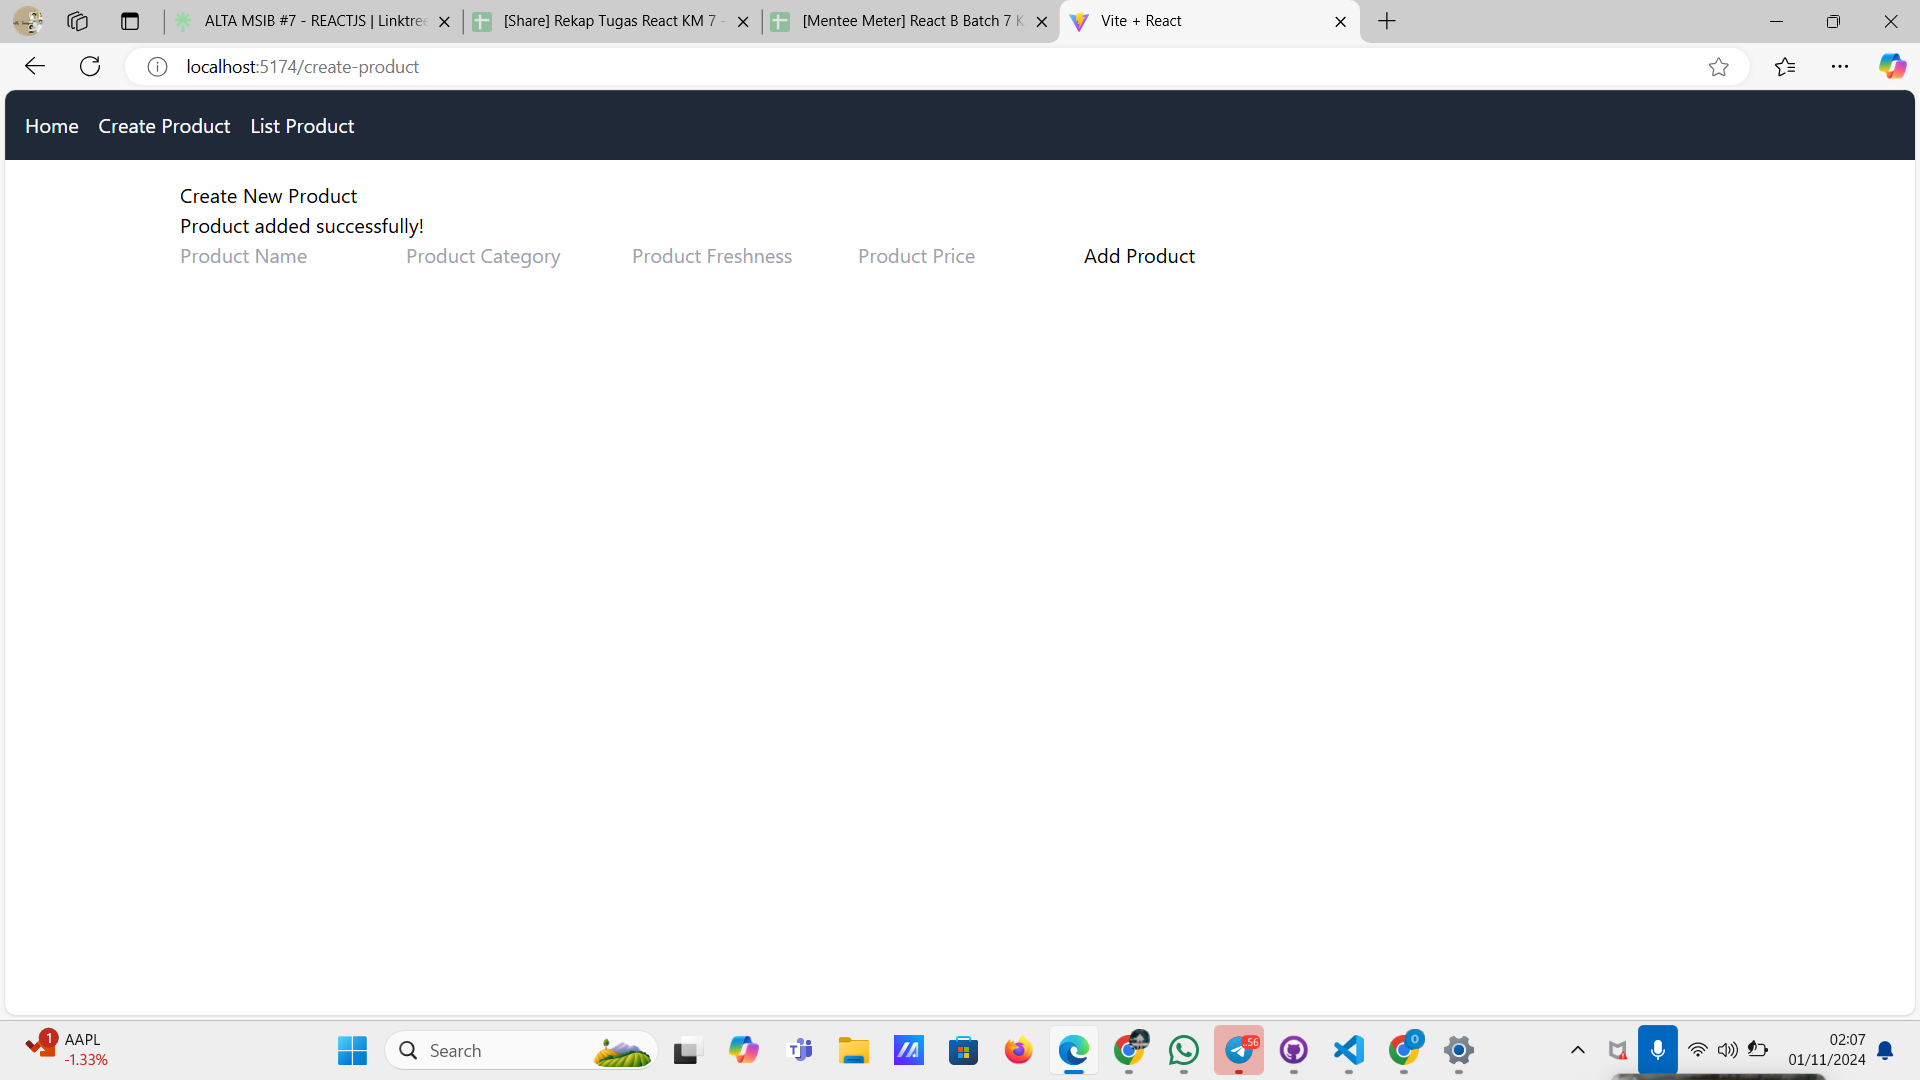 ALTA MSIB #7 - REACTJS | Linktree
[Share] Rekap Tugas React KM 7 -
[Mentee Meter] React B Batch 7 K
Vite + React
localhost:5174/create-product
Home Create Product List Product
Create New Product
Product added successfully!
Product Name Product Category Product Freshness Product Price Add Product
1 AAPL
-1.33%
Search
.56
0
02:07
01/11/2024